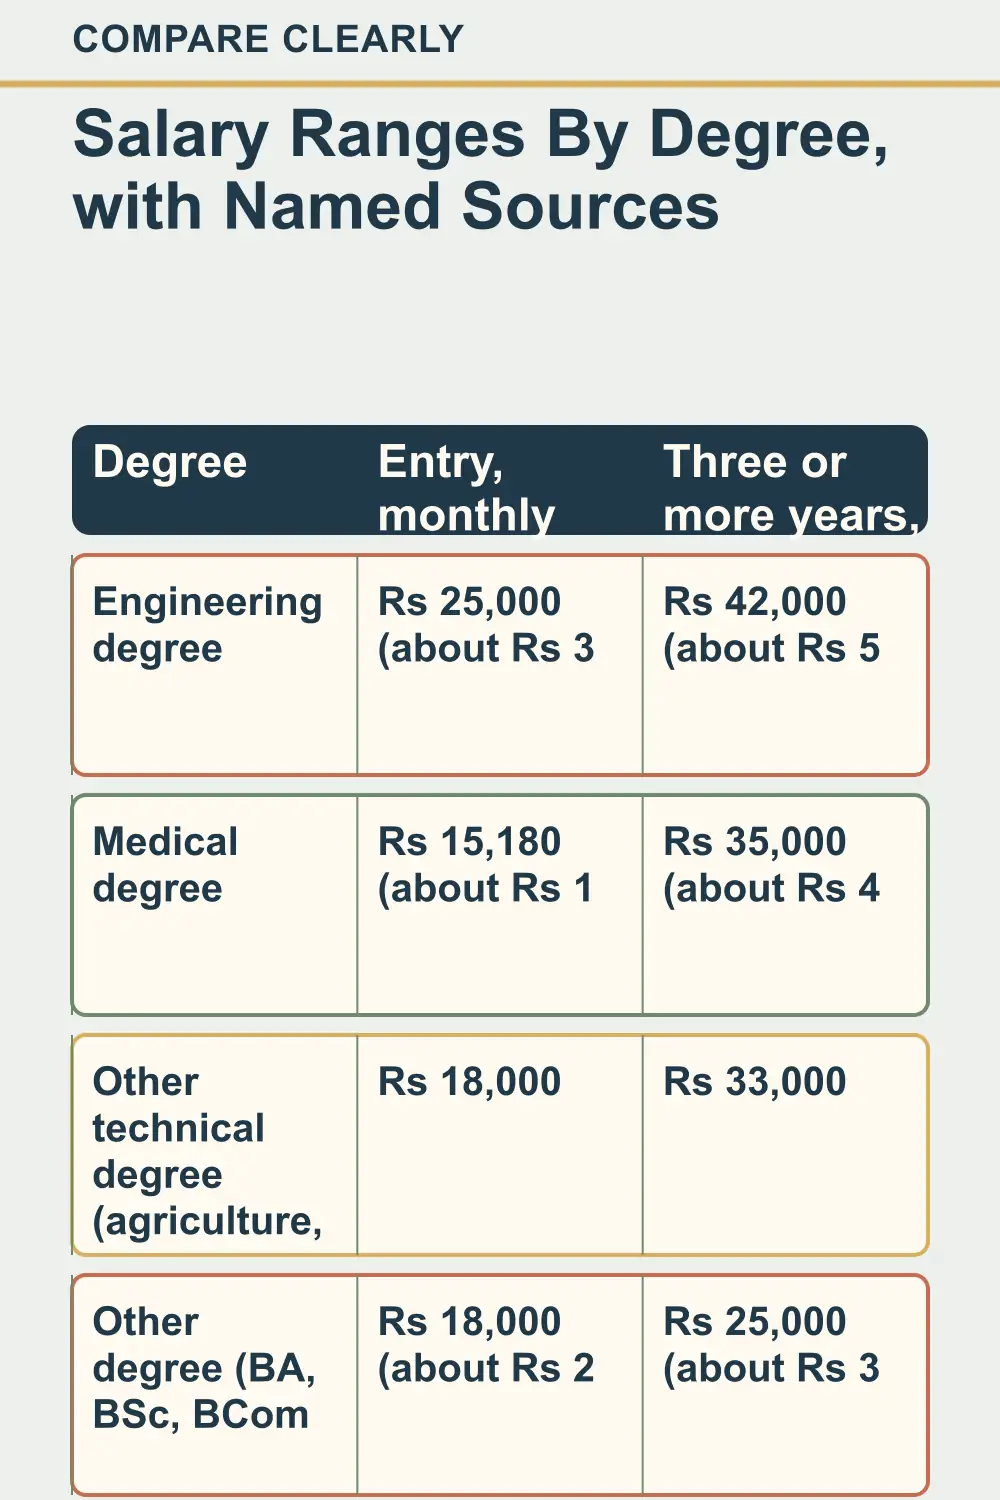 COMPARE CLEARLY
Salary Ranges By Degree,
with Named Sources
Degree
Entry,
monthly
Three or
more years,
Engineering
degree
Rs 25,000
(about Rs 3
Rs 42,000
(about Rs 5
Medical
degree
Rs 15,180
(about Rs 1
Rs 35,000
(about Rs 4
Other
technical
degree
(agriculture,
Rs 18,000
Rs 33,000
Other
degree (BA,
BSc, BCom
Rs 18,000
(about Rs 2
Rs 25,000
(about Rs 3